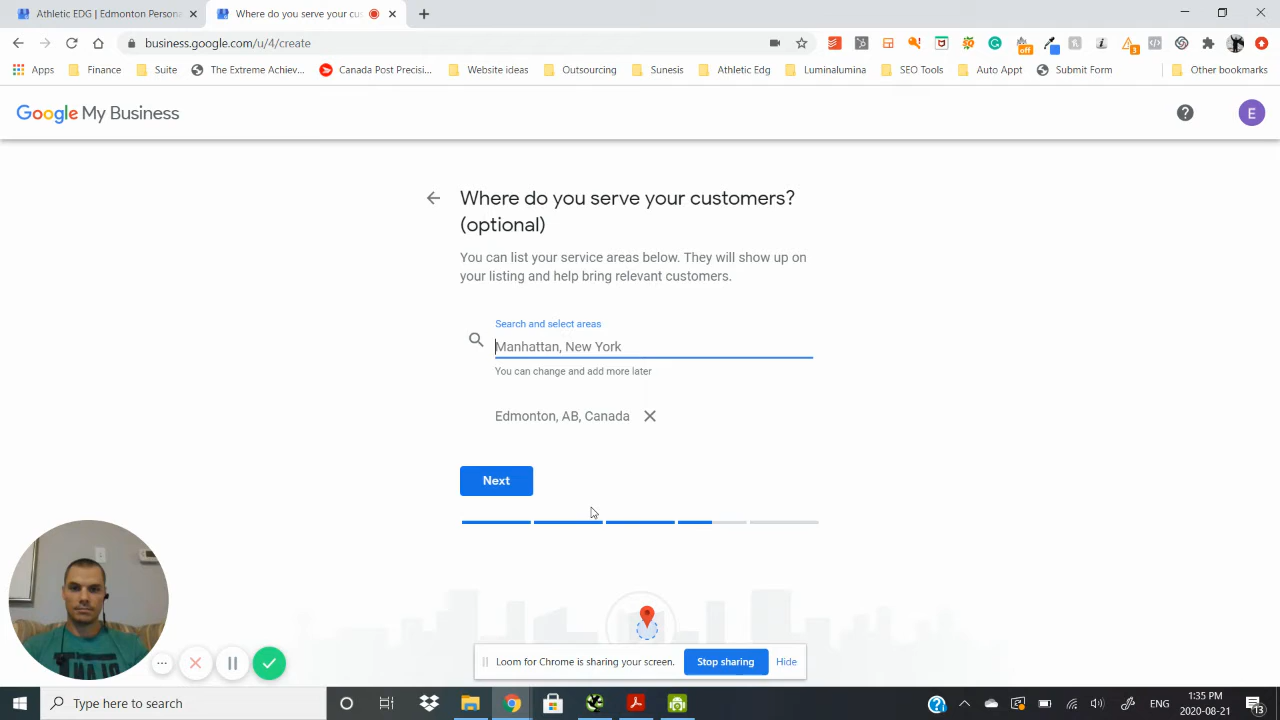 Athletic EDG | Edmonton Persona
Where do you serve your cus
business.google.com/u/4/create
off
3
Apps
Finance
Suite
The Extreme Achiev...
Canada Post Precisi...
Website ideas
Outsourcing
Sunesis
Athletic Edg
Luminalumina
SEO Tools
Auto Appt
Submit Form
Other bookmarks
Google My Business
E
Where do you serve your customers?
(optional)
You can list your service areas below. They will show up on
your listing and help bring relevant customers.
Search and select areas
Manhattan, New York
You can change and add more later
Edmonton, AB, Canada
Next
Loom for Chrome is sharing your screen.
Stop sharing
Hide
Type here to search
ENG
1:35 PM
2020-08-21
13